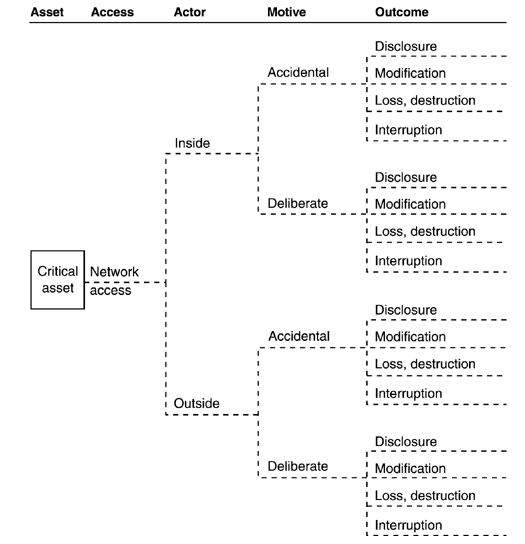 Asset Access Actor Motive Outcome
Disclosure
Accidental Modification
Loss, destruction
Interruption
Inside
Disclosure
Deliberate Modification
Loss, destruction
Interruption
Critical asset
Network access
Disclosure
Accidental Modification
Loss, destruction
Interruption
Outside
Disclosure
Deliberate Modification
Loss, destruction
Interruption